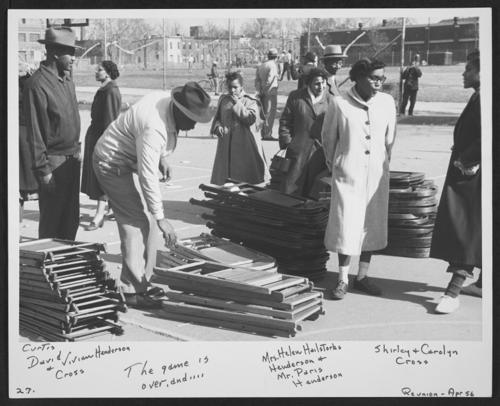 Curtis
David & Vivian Henderson
Cross
The game is
over, and....
Mrs. Helen Hailstorks
Henderson &
Mr. Paris
Henderson
Shirley & Carolyn
Cross
27.
Reunion - Apr 56